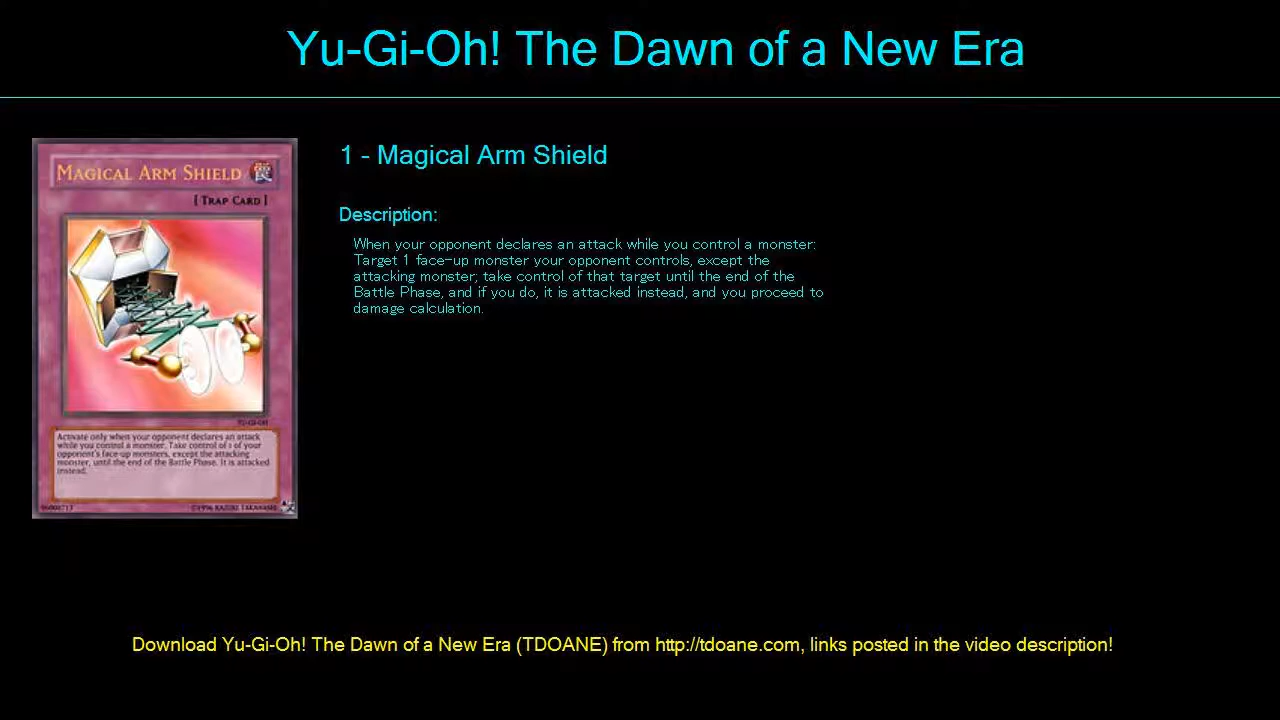 Yu-Gi-Oh! The Dawn of a New Era
MAGICAL ARM SHIELD
[ TRAP CARD ]
Activate only when your opponent declares an attack
while you control a monster. Take control of 1 of your
opponent's face-up monsters, except the attacking
monster, until the end of the Battle Phase. It is attacked
instead.
©1996 KAZUKI TAKAHASHI
1 - Magical Arm Shield
Description:
When your opponent declares an attack while you control a monster:
Target 1 face-up monster your opponent controls, except the
attacking monster; take control of that target until the end of the
Battle Phase, and if you do, it is attacked instead, and you proceed to
damage calculation.
Download Yu-Gi-Oh! The Dawn of a New Era (TDOANE) from http://tdoane.com, links posted in the video description!